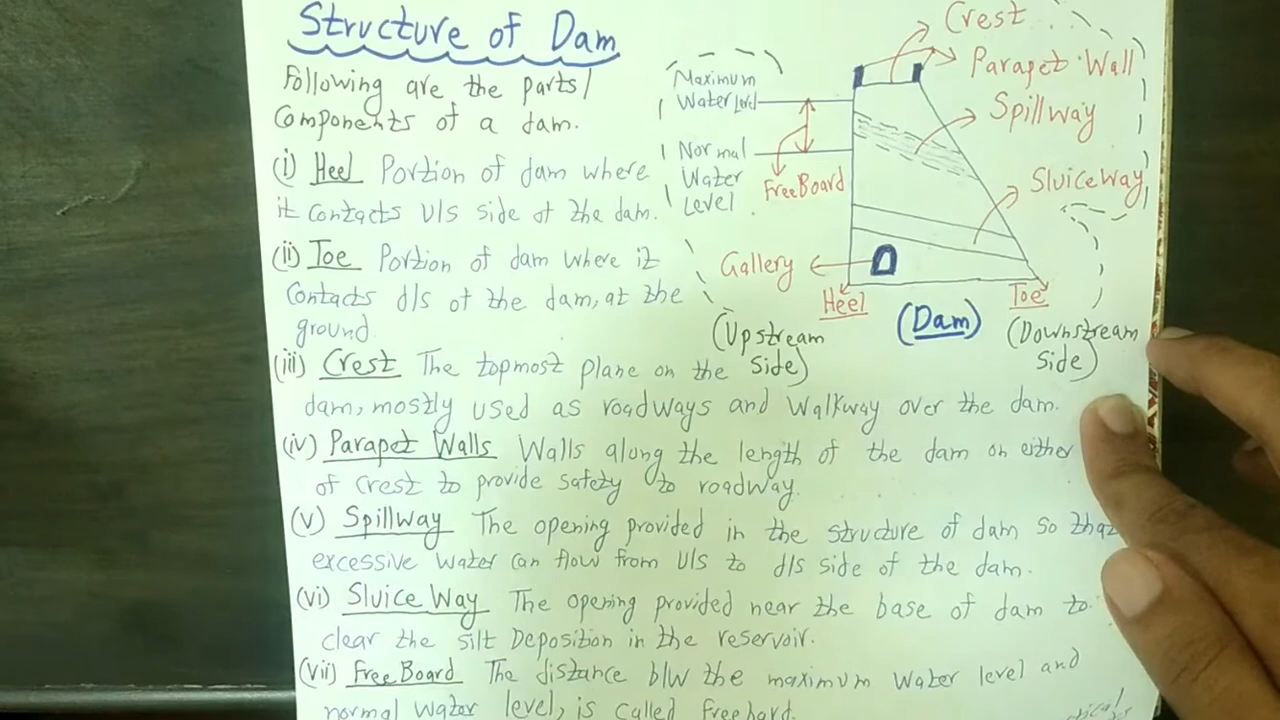 Structure of Dam
Following are the parts/
Components of a dam.
(i) Heel Portion of dam where
it contacts U/S side of the dam.
(ii) Toe Portion of dam where it
contacts d/s of the dam, at the
ground.
(iii) Crest The topmost plane on the
dam, mostly used as roadways and walkway over the dam.
(iv) Parapet Walls Walls along the length of the dam on either
of crest to provide safety to roadway.
(v) Spillway The opening provided in the structure of dam so that
excessive water can flow from U/S to d/s side of the dam.
(vi) Sluice Way The opening provided near the base of dam to
clear the silt Deposition in the reservoir.
(vii) Free Board The distance b/w the maximum water level and
normal water level, is called freebard.
Crest
Parapet Wall
Spillway
Sluiceway
Maximum
Water Level
Normal
Water
Level
FreeBoard
Gallery
Heel
Toe
(Dam)
(Upstream
Side)
(Downstream
Side)